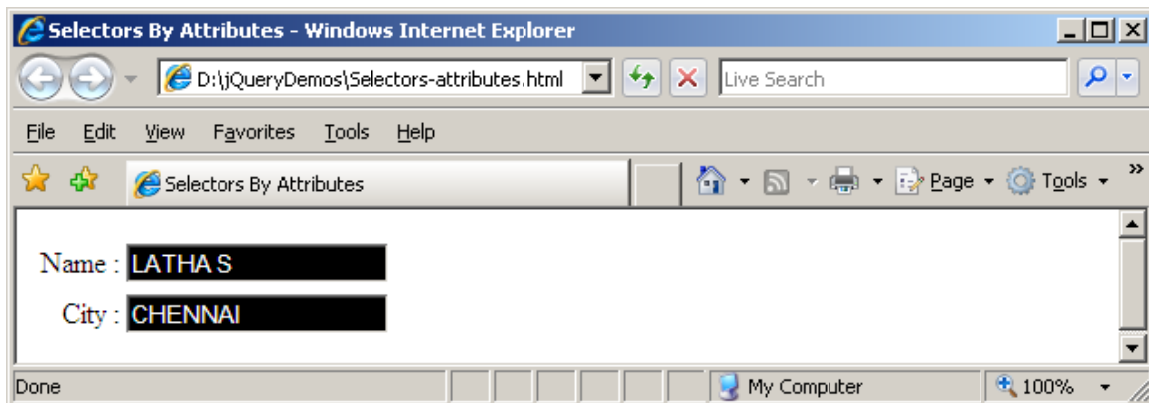 Selectors By Attributes - Windows Internet Explorer
D:\jQueryDemos\Selectors-attributes.html
Live Search
File Edit View Favorites Tools Help
Selectors By Attributes
Page Tools »
Name : LATHA S
City : CHENNAI
Done
My Computer
100%